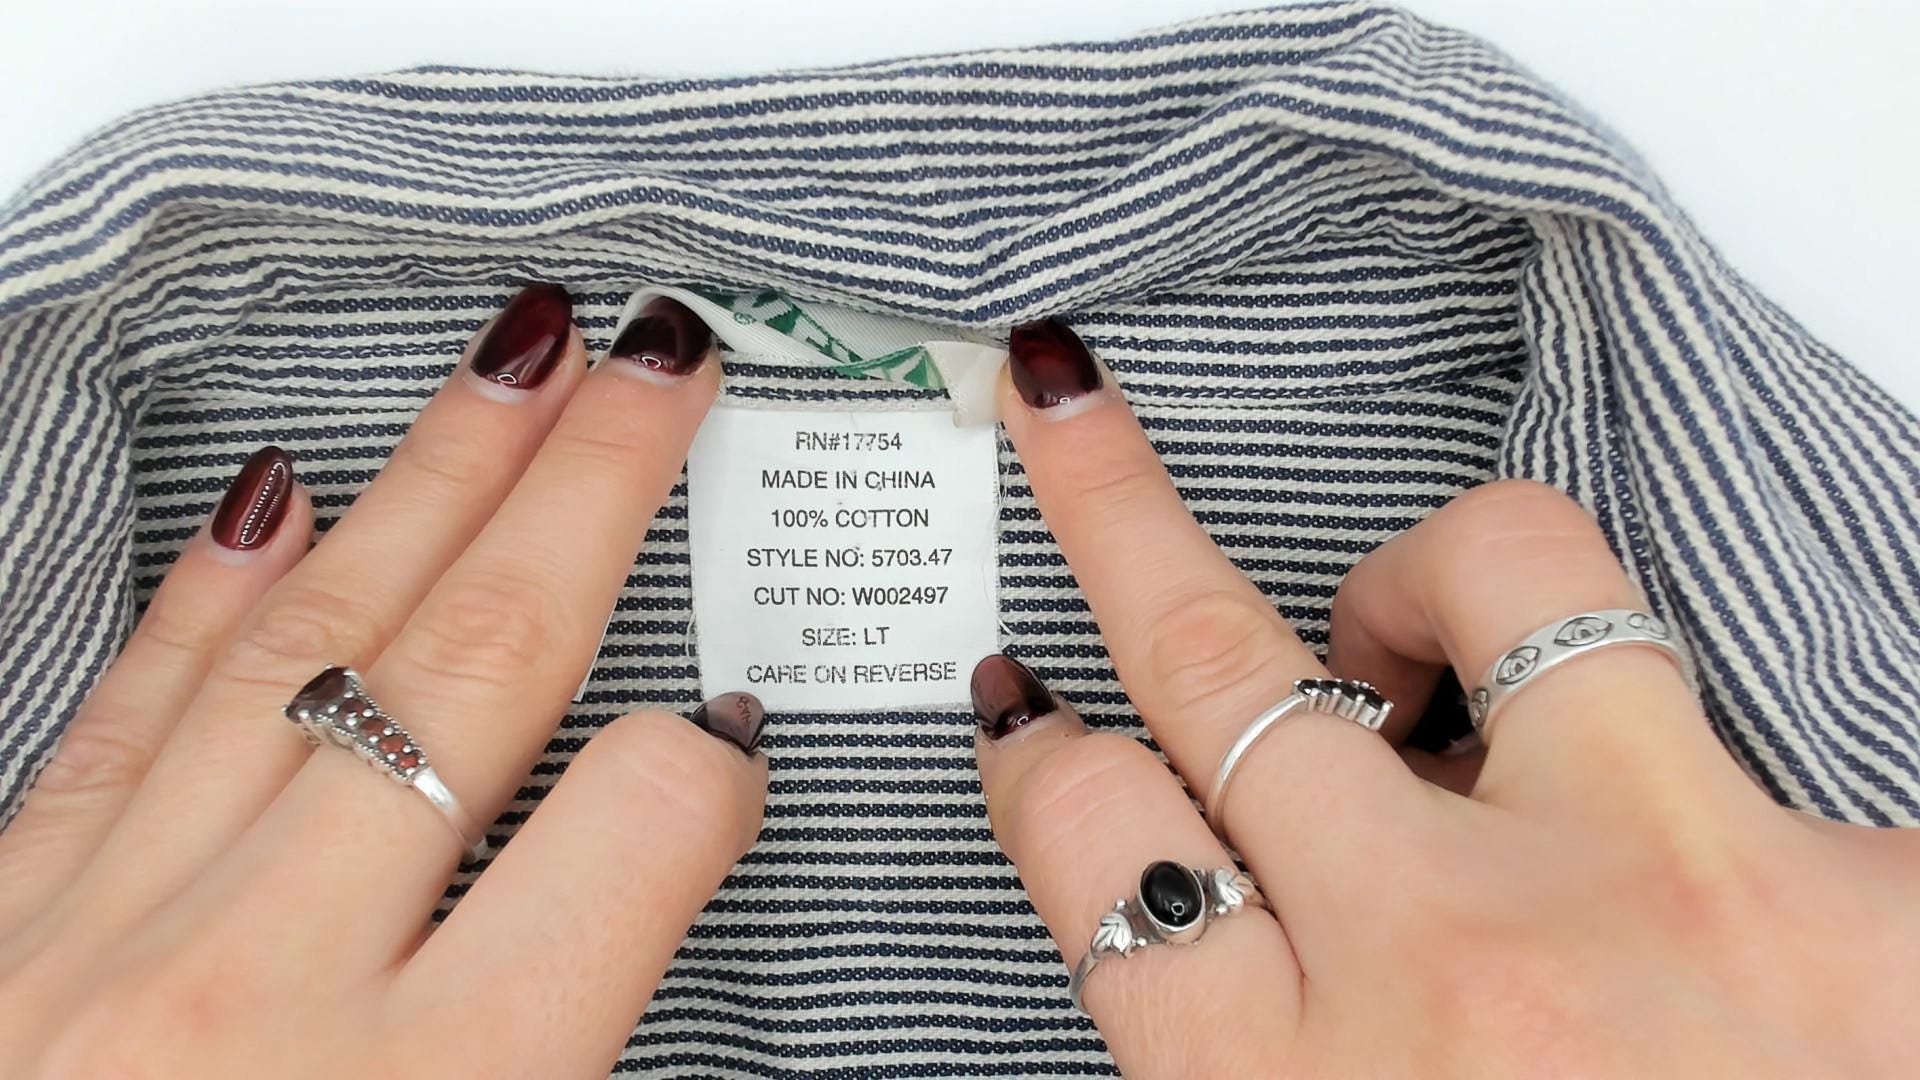 RN#17754
MADE IN CHINA
100% COTTON
STYLE NO: 5703.47
CUT NO: W002497
SIZE: LT
CARE ON REVERSE